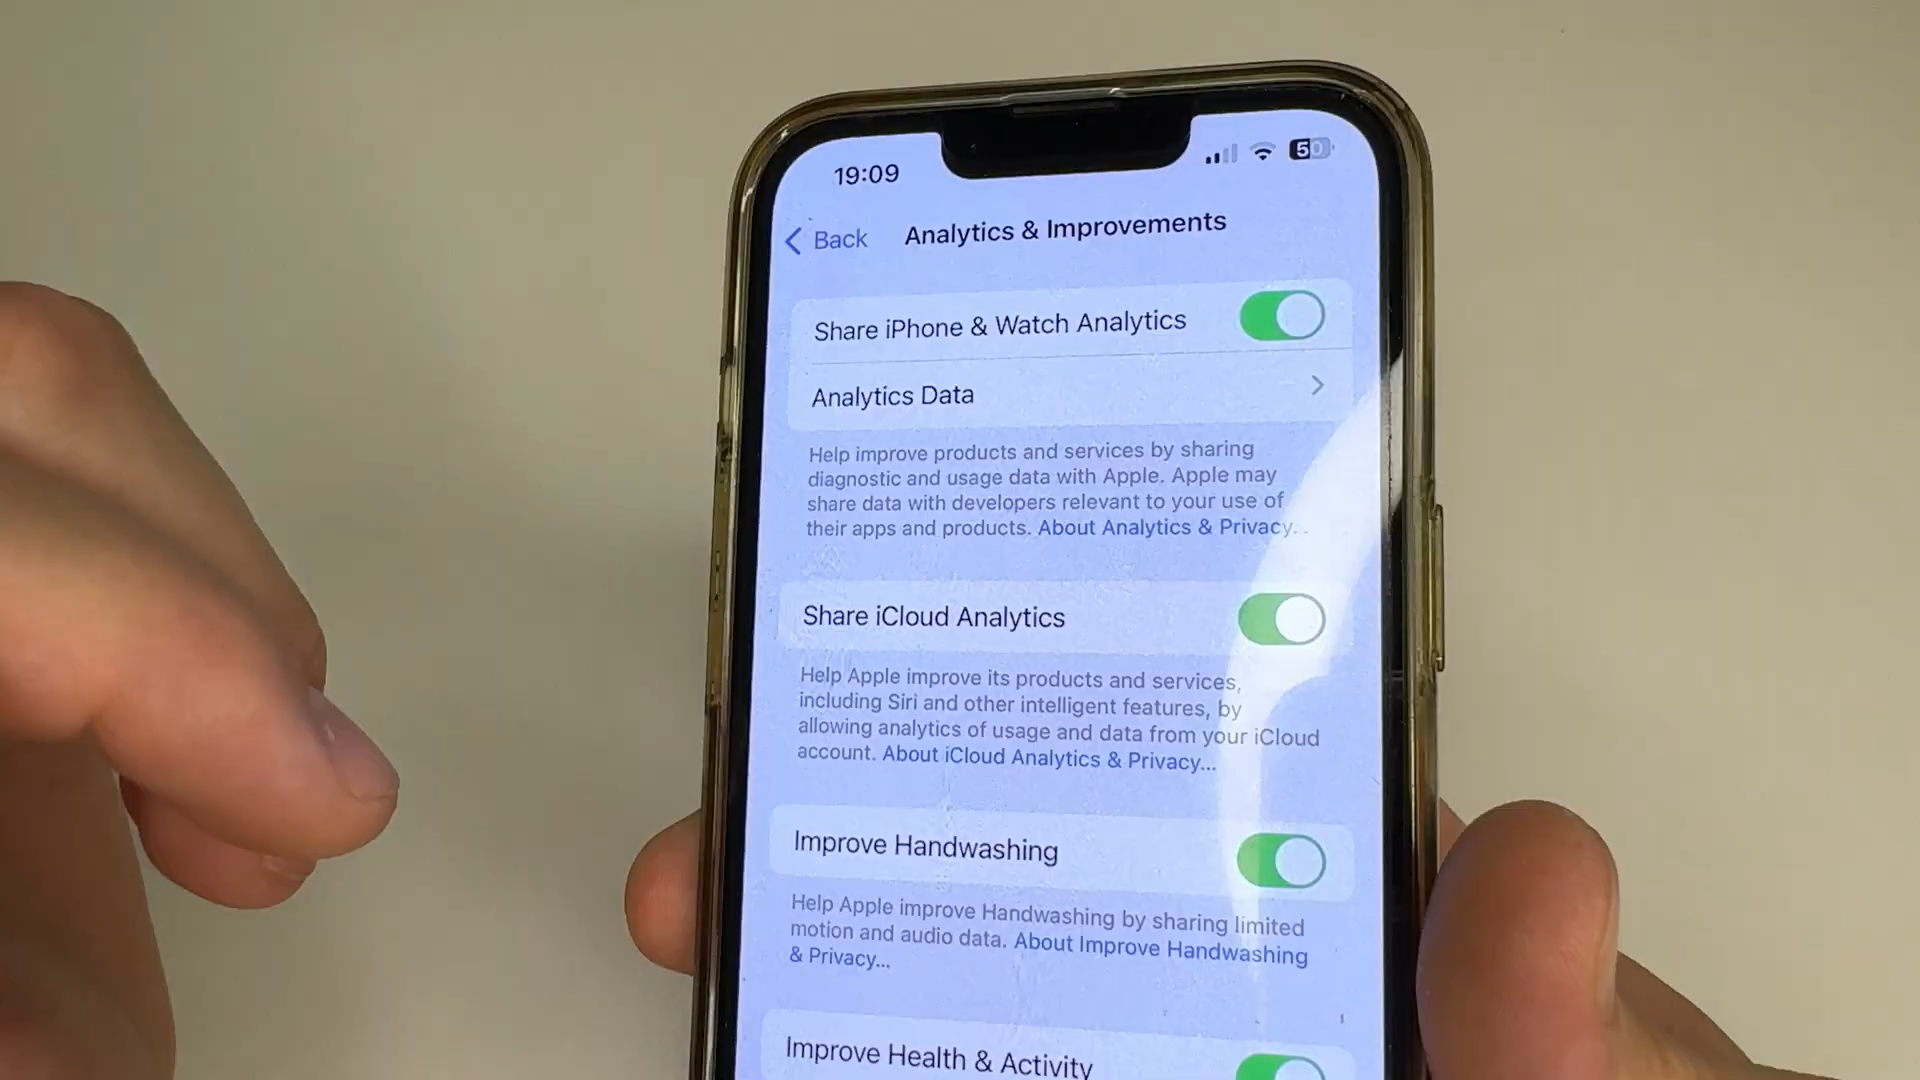 19:09
50
Back
Analytics & Improvements
Share iPhone & Watch Analytics
Analytics Data
Help improve products and services by sharing
diagnostic and usage data with Apple. Apple may
share data with developers relevant to your use of
their apps and products. About Analytics & Privacy...
Share iCloud Analytics
Help Apple improve its products and services,
including Siri and other intelligent features, by
allowing analytics of usage and data from your iCloud
account. About iCloud Analytics & Privacy...
Improve Handwashing
Help Apple improve Handwashing by sharing limited
motion and audio data. About Improve Handwashing
& Privacy...
Improve Health & Activity